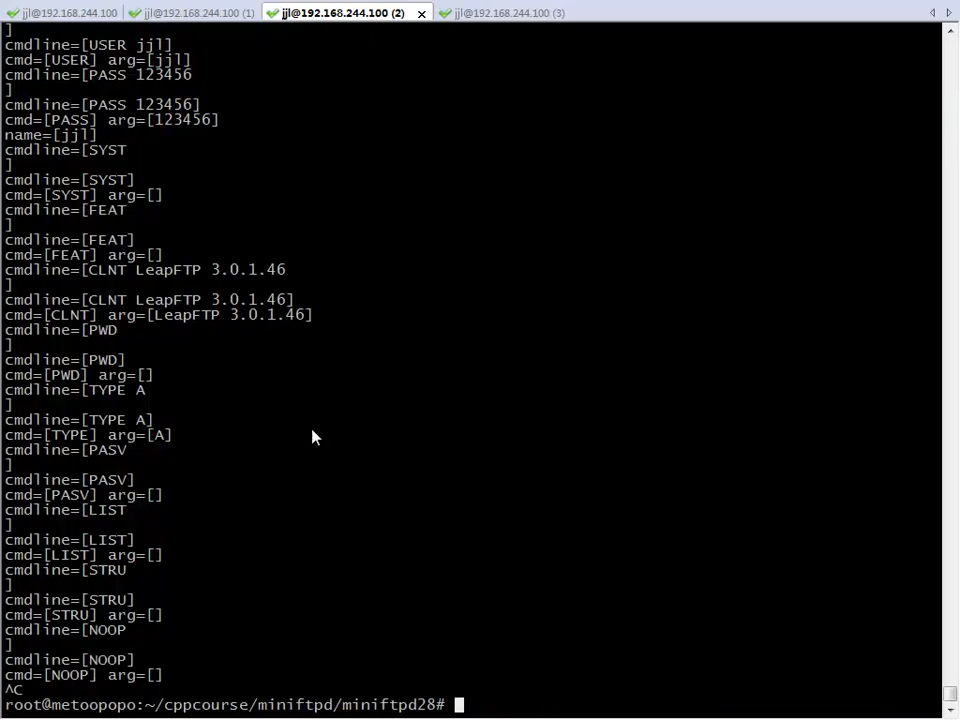 jjl@192.168.244.100 jjl@192.168.244.100 (1) jjl@192.168.244.100 (2) jjl@192.168.244.100 (3)
]
cmdline=[USER jjl]
cmd=[USER] arg=[jjl]
cmdline=[PASS 123456
]
cmdline=[PASS 123456]
cmd=[PASS] arg=[123456]
name=[jjl]
cmdline=[SYST
]
cmdline=[SYST]
cmd=[SYST] arg=[]
cmdline=[FEAT
]
cmdline=[FEAT]
cmd=[FEAT] arg=[]
cmdline=[CLNT LeapFTP 3.0.1.46
]
cmdline=[CLNT LeapFTP 3.0.1.46]
cmd=[CLNT] arg=[LeapFTP 3.0.1.46]
cmdline=[PWD
]
cmdline=[PWD]
cmd=[PWD] arg=[]
cmdline=[TYPE A
]
cmdline=[TYPE A]
cmd=[TYPE] arg=[A]
cmdline=[PASV
]
cmdline=[PASV]
cmd=[PASV] arg=[]
cmdline=[LIST
]
cmdline=[LIST]
cmd=[LIST] arg=[]
cmdline=[STRU
]
cmdline=[STRU]
cmd=[STRU] arg=[]
cmdline=[NOOP
]
cmdline=[NOOP]
cmd=[NOOP] arg=[]
^C
root@metoopopo:~/cppcourse/miniftpd/miniftpd28#